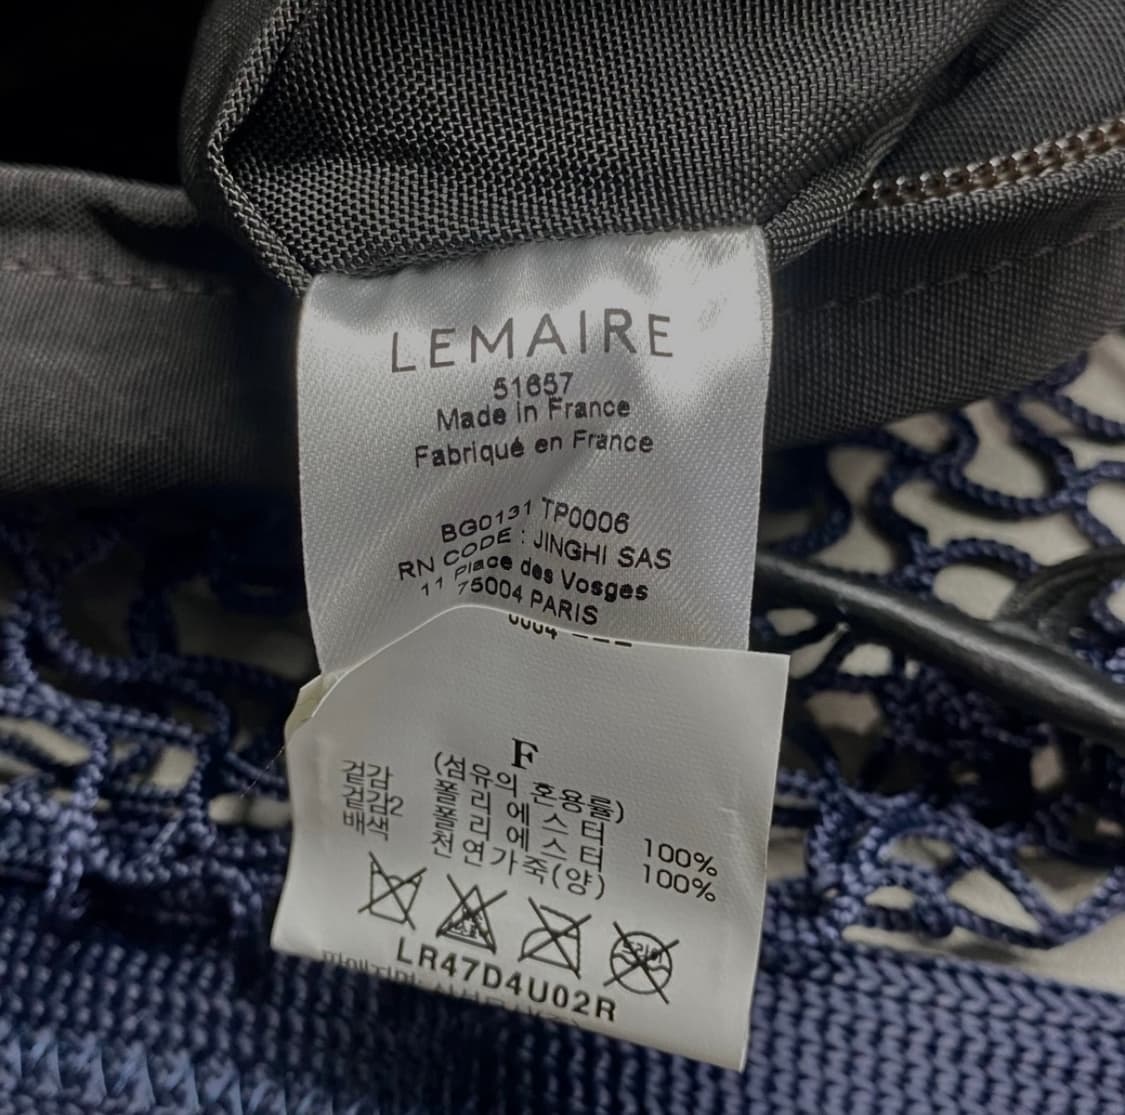 LEMAIRE
51657
Made in France
Fabriqué en France
BG0131 TP0006
RN CODE : JINGHI SAS
11 Place des Vosges
75004 PARIS
F
(섬유의 혼용률)
겉감 폴리에스터 100%
겉감2 폴리에스터 100%
배색 천연가죽(양)
LR47D4U02R